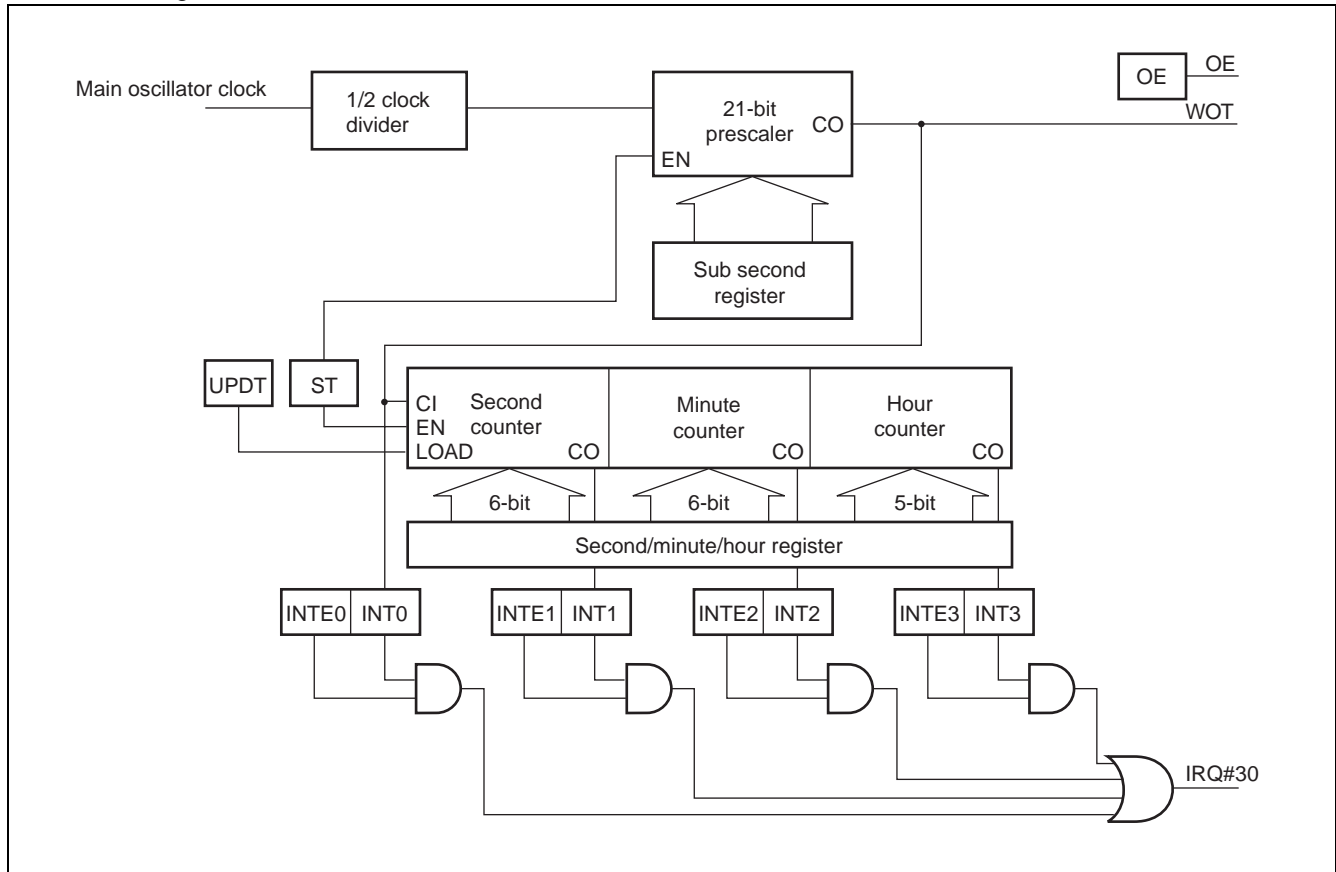 Main oscillator clock
1/2 clock
divider
21-bit
prescaler
CO
EN
OE
OE
WOT
Sub second
register
UPDT
ST
CI
EN
LOAD
Second
counter
CO
Minute
counter
CO
Hour
counter
CO
6-bit
6-bit
5-bit
Second/minute/hour register
INTE0 INT0
INTE1 INT1
INTE2 INT2
INTE3 INT3
IRQ#30